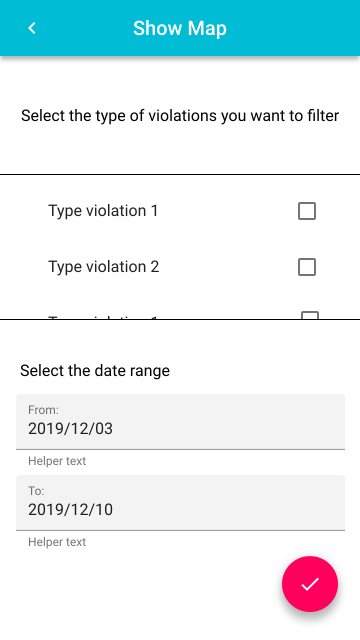 Show Map
Select the type of violations you want to filter
Type violation 1
Type violation 2
Select the date range
From:
2019/12/03
Helper text
To:
2019/12/10
Helper text